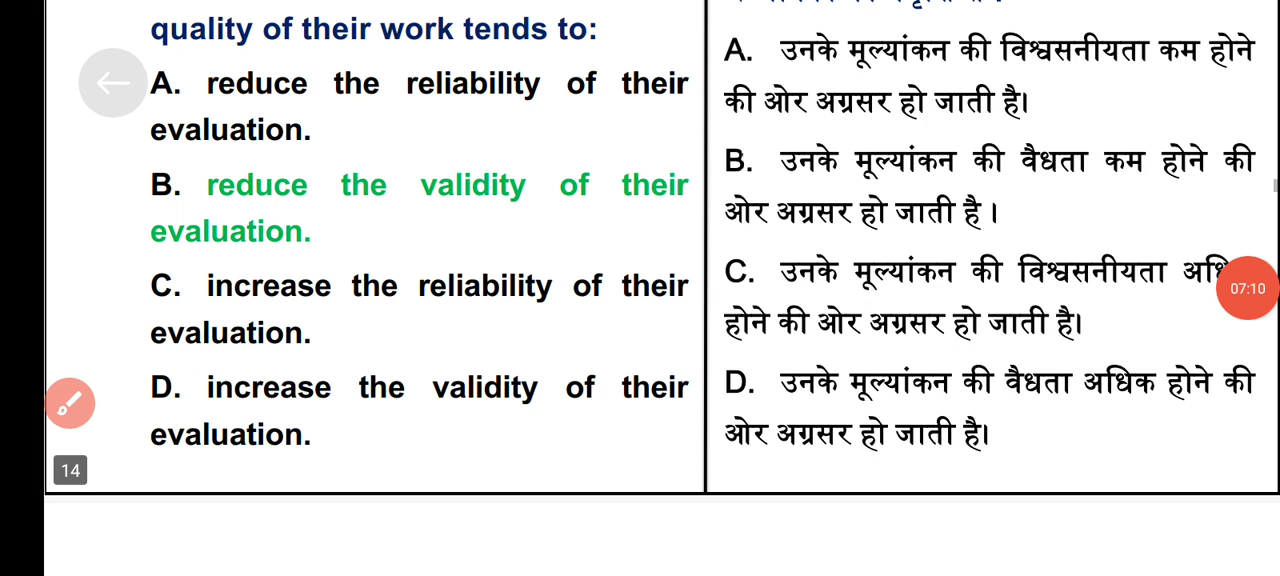 quality of their work tends to:
A. reduce the reliability of their
evaluation.
B. reduce the validity of their
evaluation.
C. increase the reliability of their
evaluation.
D. increase the validity of their
evaluation.
14
A. उनके मूल्यांकन की विश्वसनीयता कम होने
की ओर अग्रसर हो जाती है।
B. उनके मूल्यांकन की वैधता कम होने की
ओर अग्रसर हो जाती है ।
C. उनके मूल्यांकन की विश्वसनीयता
होने की ओर अग्रसर हो जाती है।
D. उनके मूल्यांकन की वैधता अधिक होने की
ओर अग्रसर हो जाती है।
07:10